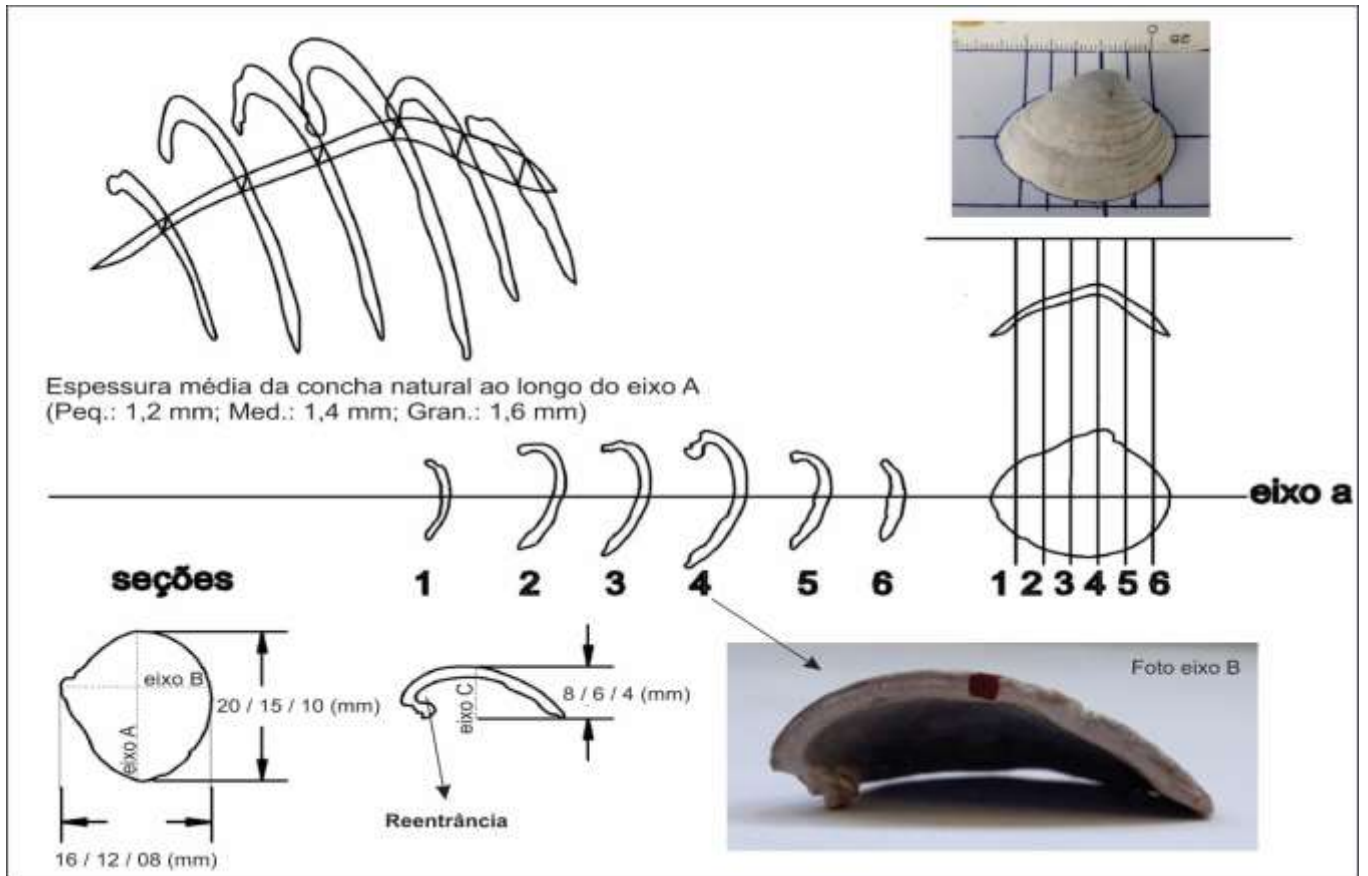 Espessura média da concha natural ao longo do eixo A
(Peq.: 1,2 mm; Med.: 1,4 mm; Gran.: 1,6 mm)
eixo a
seções
1 2 3 4 5 6
1 2 3 4 5 6
eixo B
eixo A
20 / 15 / 10 (mm)
16 / 12 / 08 (mm)
eixo C
8 / 6 / 4 (mm)
Reentrância
Foto eixo B